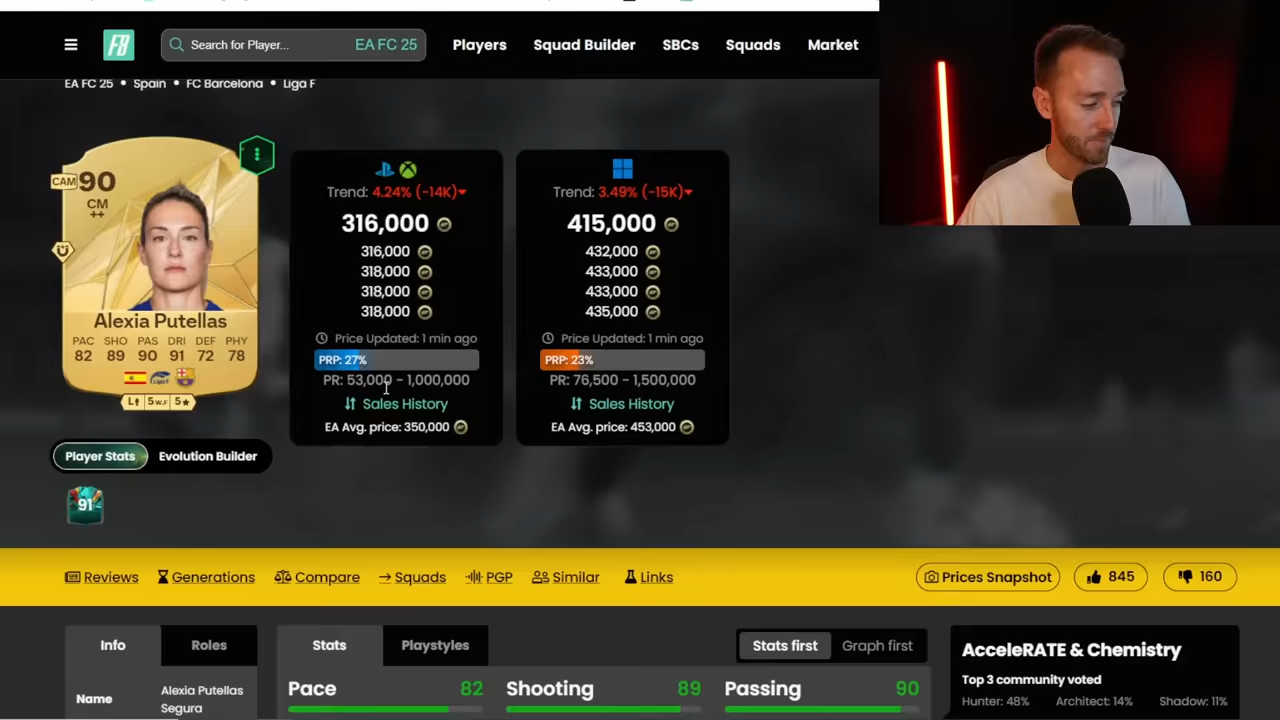 FB
Search for Player...
EA FC 25
Players
Squad Builder
SBCs
Squads
Market
EA FC 25 • Spain • FC Barcelona • Liga F
CAM
90
CM
++
Alexia Putellas
PAC SHO PAS DRI DEF PHY
82 89 90 91 72 78
L 5 W.F 5★
Trend: 4.24% (-14K)
316,000
316,000
318,000
318,000
318,000
Price Updated: 1 min ago
PRP: 27%
PR: 53,000 - 1,000,000
Sales History
EA Avg. price: 350,000
Trend: 3.49% (-15K)
415,000
432,000
433,000
433,000
435,000
Price Updated: 1 min ago
PRP: 23%
PR: 76,500 - 1,500,000
Sales History
EA Avg. price: 453,000
Player Stats
Evolution Builder
91
Reviews
Generations
Compare
Squads
PGP
Similar
Links
Prices Snapshot
845
160
Info
Roles
Name
Alexia Putellas
Segura
Stats
Playstyles
Stats first
Graph first
Pace 82
Shooting 89
Passing 90
AcceleRATE & Chemistry
Top 3 community voted
Hunter: 48% Architect: 14% Shadow: 11%